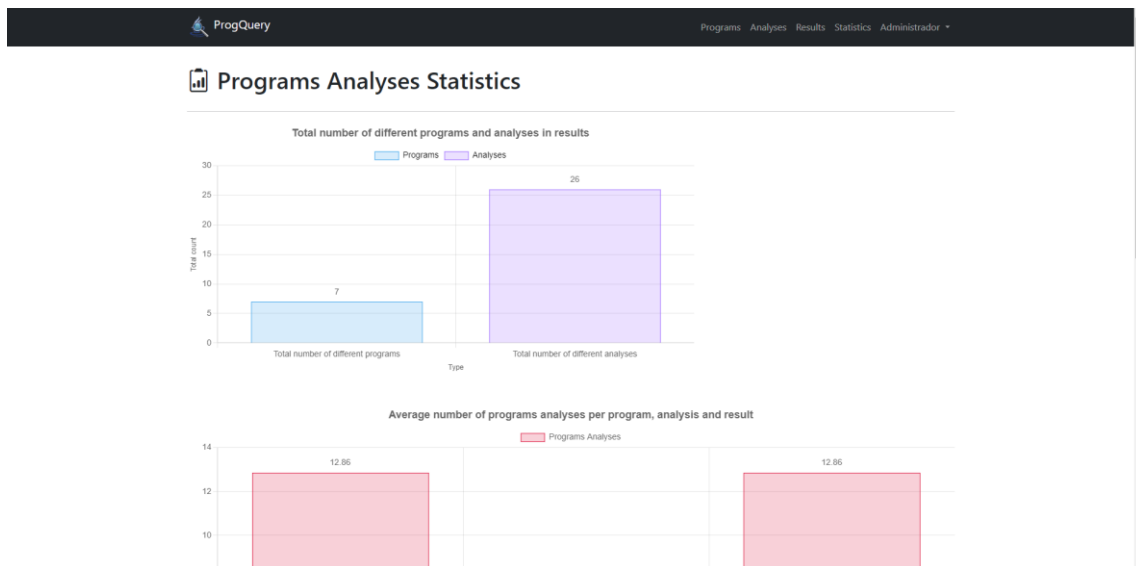 ProgQuery
Programs Analyses Results Statistics Administrador
Programs Analyses Statistics
Total number of different programs and analyses in results
Programs Analyses
30
26
25
20
Total count
15
10
7
5
0
Total number of different programs Total number of different analyses
Type
Average number of programs analyses per program, analysis and result
Programs Analyses
14
12.86 12.86
12
10